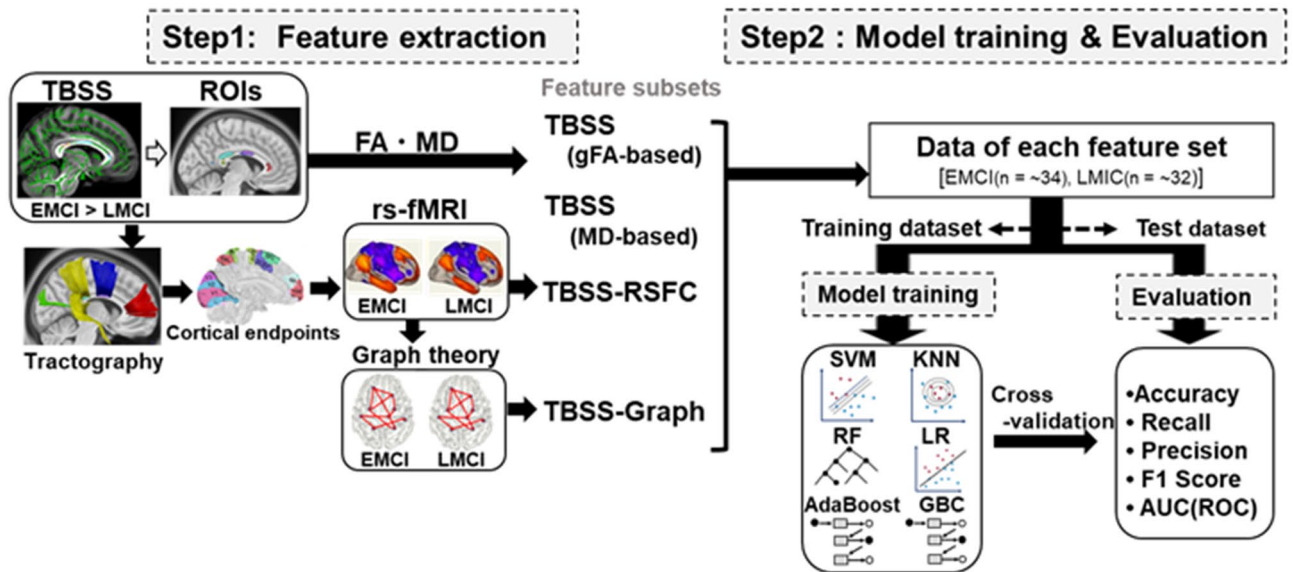 Step1: Feature extraction
Step2 : Model training & Evaluation
TBSS
ROIs
EMCI > LMCI
FA・MD
Feature subsets
TBSS
(gFA-based)
TBSS
(MD-based)
TBSS-RSFC
TBSS-Graph
rs-fMRI
EMCI
LMCI
Tractography
Cortical endpoints
Graph theory
EMCI
LMCI
Data of each feature set
[EMCI(n = ~34), LMIC(n = ~32)]
Training dataset
Test dataset
Model training
Evaluation
SVM
KNN
RF
LR
AdaBoost
GBC
Cross
-validation
•Accuracy
• Recall
• Precision
• F1 Score
• AUC(ROC)